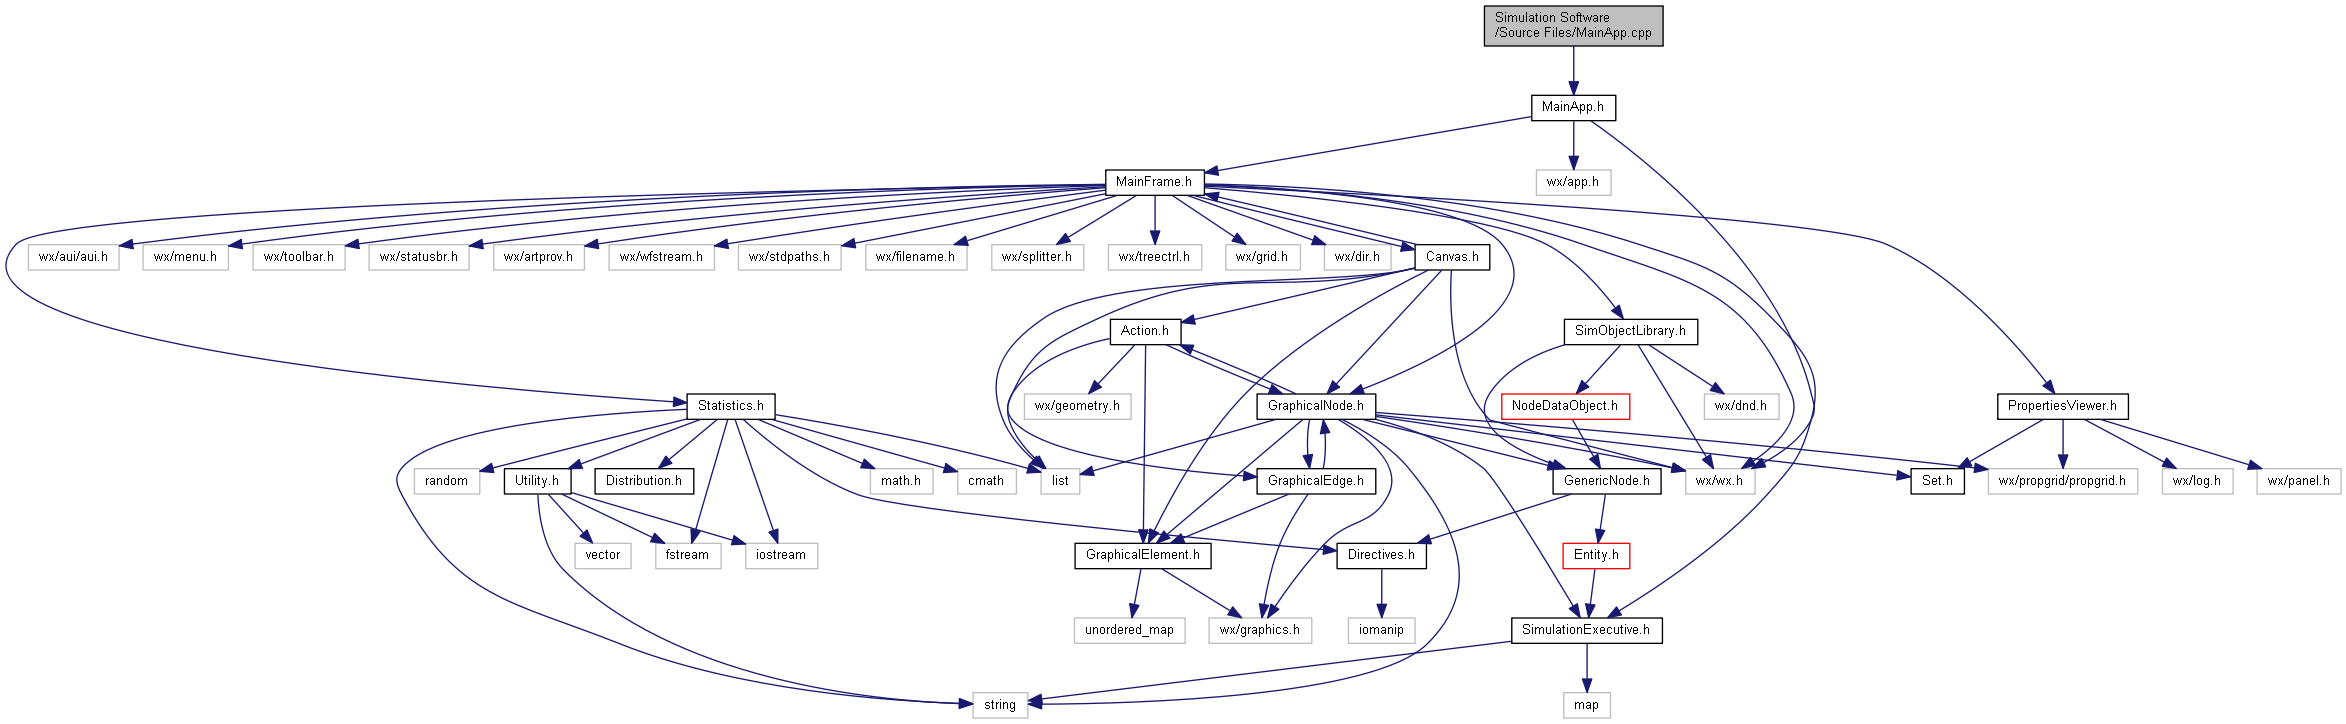 Simulation Software
/Source Files/MainApp.cpp
MainApp.h
MainFrame.h
wx/app.h
wx/aui/aui.h
wx/menu.h
wx/toolbar.h
wx/statusbr.h
wx/artprov.h
wx/wfstream.h
wx/stdpaths.h
wx/filename.h
wx/splitter.h
wx/treectrl.h
wx/grid.h
wx/dir.h
Canvas.h
Action.h
SimObjectLibrary.h
Statistics.h
wx/geometry.h
GraphicalNode.h
NodeDataObject.h
wx/dnd.h
PropertiesViewer.h
random
Utility.h
Distribution.h
math.h
cmath
list
GraphicalEdge.h
GenericNode.h
wx/wx.h
Set.h
wx/propgrid/propgrid.h
wx/log.h
wx/panel.h
vector
fstream
iostream
GraphicalElement.h
Directives.h
Entity.h
unordered_map
wx/graphics.h
iomanip
SimulationExecutive.h
string
map